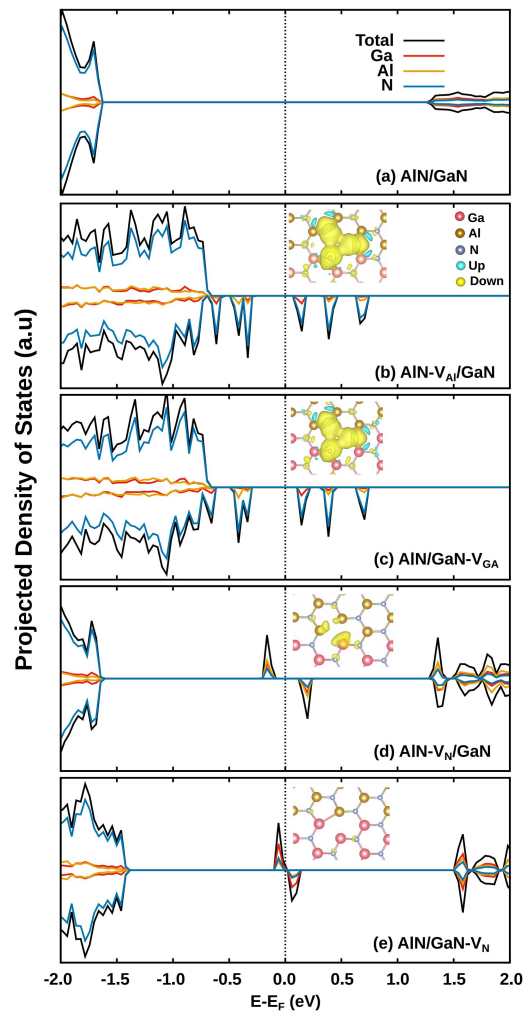 Projected Density of States (a.u)
Total
Ga
Al
N
(a) AlN/GaN
Ga
Al
N
Up
Down
(b) AlN-V_Al/GaN
(c) AlN/GaN-V_GA
(d) AlN-V_N/GaN
(e) AlN/GaN-V_N
-2.0 -1.5 -1.0 -0.5 0.0 0.5 1.0 1.5 2.0
E-E_F (eV)